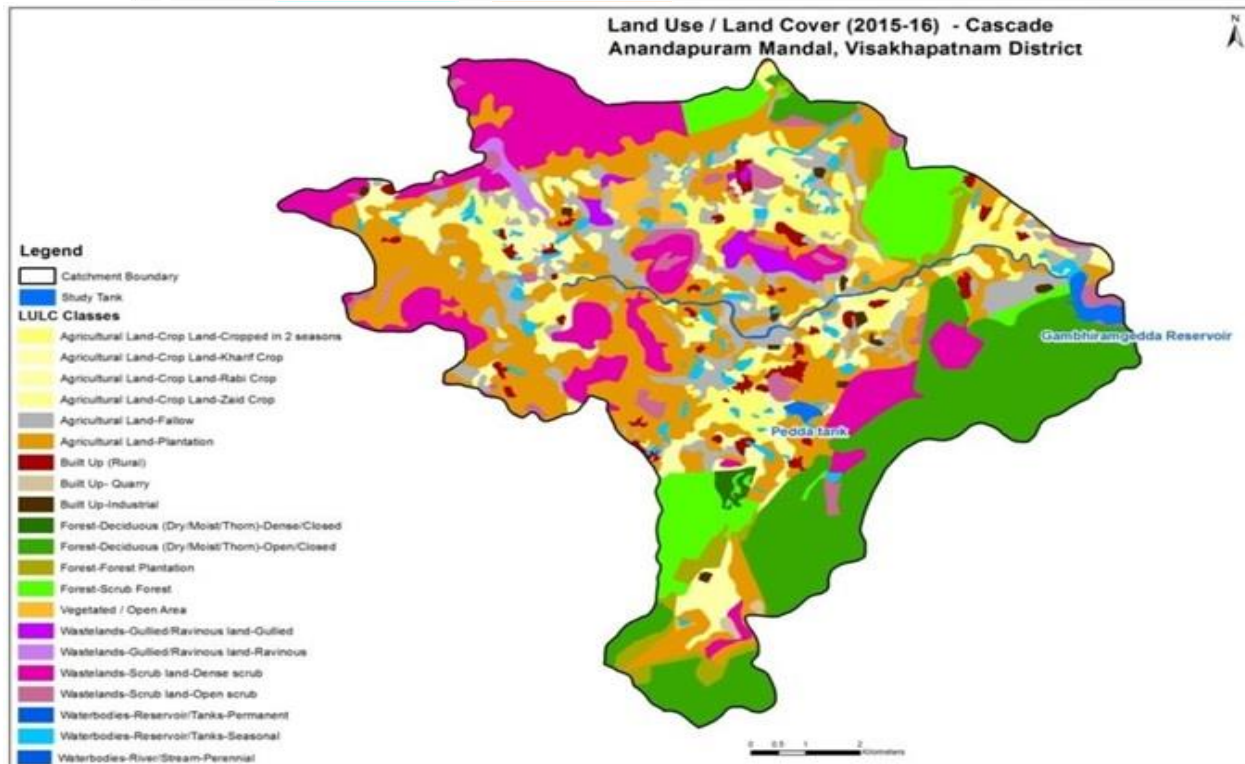 Land Use / Land Cover (2015-16) - Cascade
Anandapuram Mandal, Visakhapatnam District
N
Legend
Catchment Boundary
Study Tank
LULC Classes
Agricultural Land-Crop Land-Cropped in 2 seasons
Agricultural Land-Crop Land-Kharif Crop
Agricultural Land-Crop Land-Rabi Crop
Agricultural Land-Crop Land-Zaid Crop
Agricultural Land-Fallow
Agricultural Land-Plantation
Built Up (Rural)
Built Up- Quarry
Built Up-Industrial
Forest-Deciduous (Dry/Moist/Thorn)-Dense/Closed
Forest-Deciduous (Dry/Moist/Thorn)-Open/Closed
Forest-Forest Plantation
Forest-Scrub Forest
Vegetated / Open Area
Wastelands-Gullied/Ravinous land-Gullied
Wastelands-Gullied/Ravinous land-Ravinous
Wastelands-Scrub land-Dense scrub
Wastelands-Scrub land-Open scrub
Waterbodies-Reservoir/Tanks-Permanent
Waterbodies-Reservoir/Tanks-Seasonal
Waterbodies-River/Stream-Perennial
Gambhiramgedda Reservoir
Pedda tank
0 0.5 1 2
Kilometers